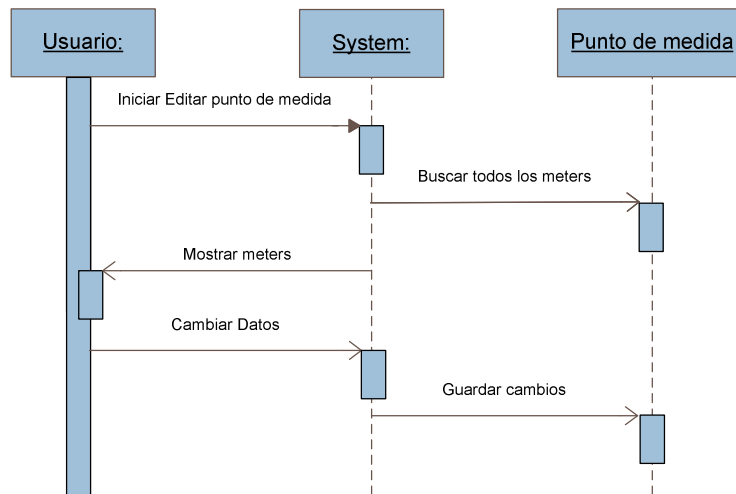 Usuario:
System:
Punto de medida
Iniciar Editar punto de medida
Buscar todos los meters
Mostrar meters
Cambiar Datos
Guardar cambios